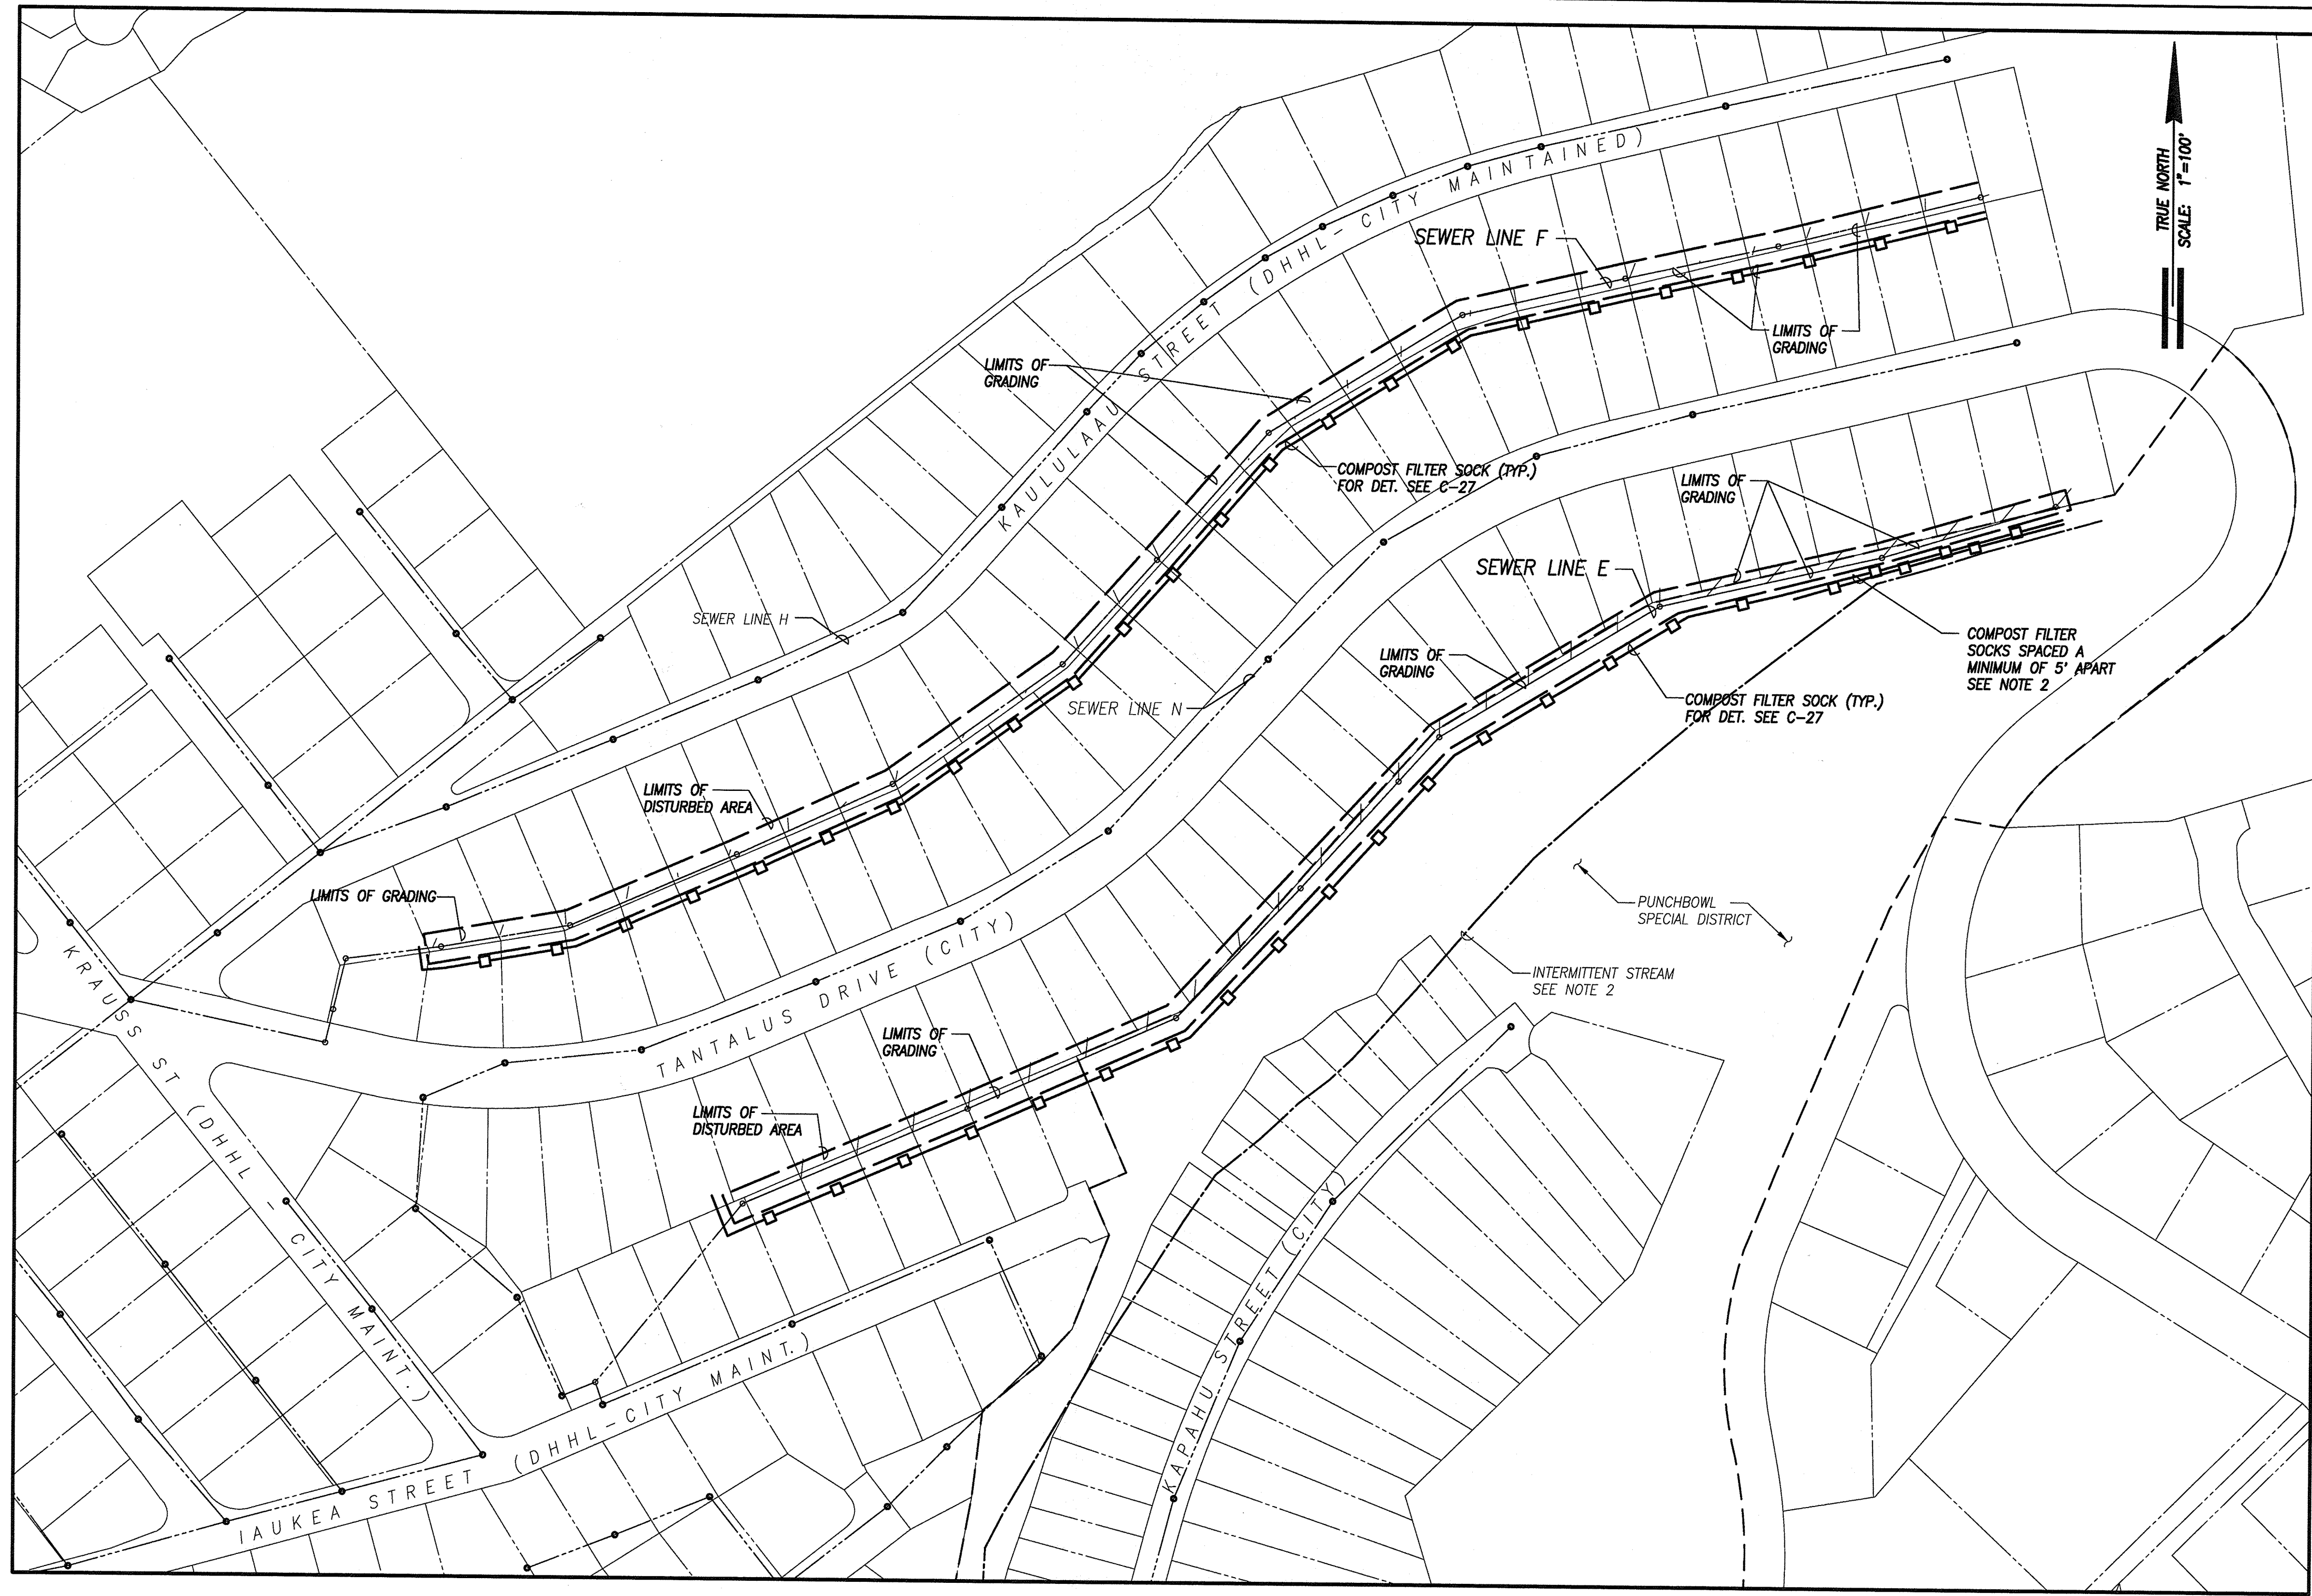 TRUE NORTH
SCALE: 1"=100'
KAULULAAU STREET (DHHL-CITY MAINTAINED)
SEWER LINE F
LIMITS OF
GRADING
LIMITS OF
GRADING
COMPOST FILTER SOCK (TYP.)
FOR DET. SEE C-27
LIMITS OF
GRADING
SEWER LINE E
SEWER LINE H
LIMITS OF
GRADING
COMPOST FILTER
SOCKS SPACED A
MINIMUM OF 5' APART
SEE NOTE 2
SEWER LINE N
COMPOST FILTER SOCK (TYP.)
FOR DET. SEE C-27
LIMITS OF
DISTURBED AREA
LIMITS OF GRADING
PUNCHBOWL
SPECIAL DISTRICT
INTERMITTENT STREAM
SEE NOTE 2
TANTALUS DRIVE (CITY)
KRAUSS ST (DHHL - CITY MAINT.)
LIMITS OF
GRADING
LIMITS OF
DISTURBED AREA
KAPAHU STREET (CITY)
IAUKEA STREET (DHHL-CITY MAINT.)